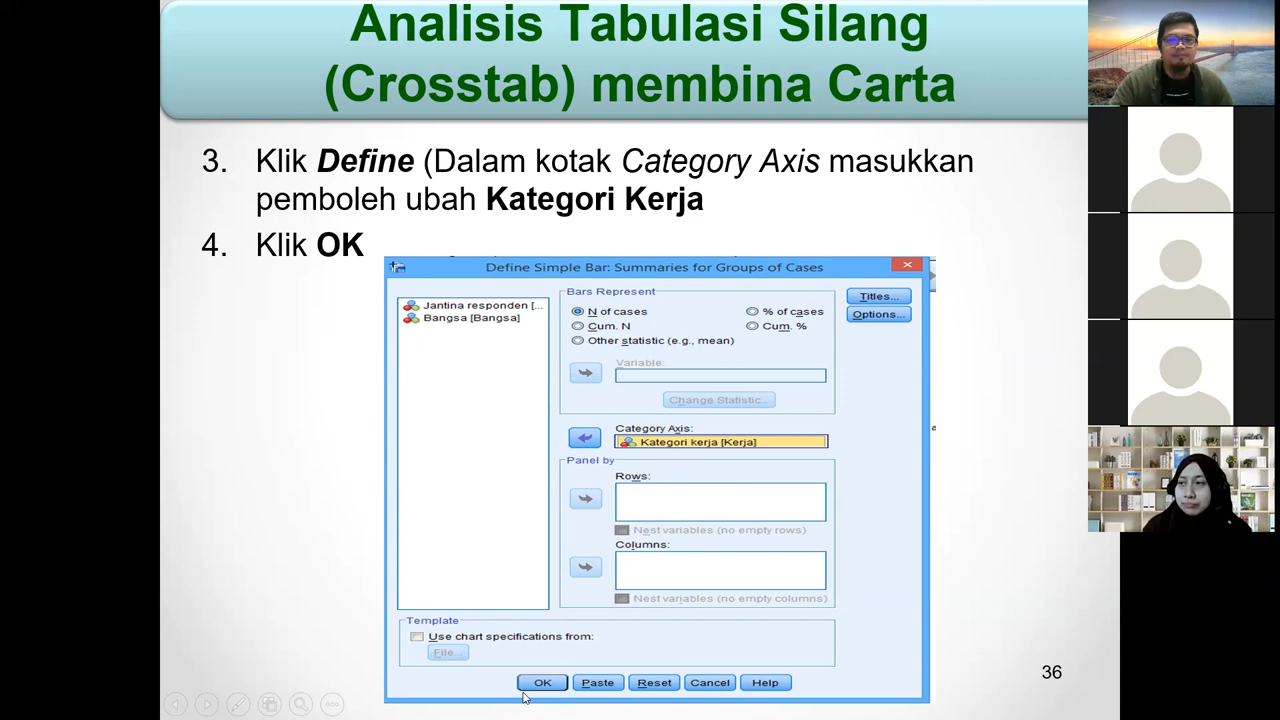 Analisis Tabulasi Silang
(Crosstab) membina Carta
3. Klik Define (Dalam kotak Category Axis masukkan
pemboleh ubah Kategori Kerja
4. Klik OK
Define Simple Bar: Summaries for Groups of Cases
Jantina responden [...
Bangsa [Bangsa]
Bars Represent
N of cases
% of cases
Cum. N
Cum. %
Other statistic (e.g., mean)
Variable:
Change Statistic...
Category Axis:
Kategori kerja [Kerja]
Panel by
Rows:
Nest variables (no empty rows)
Columns:
Nest variables (no empty columns)
Titles...
Options...
Template
Use chart specifications from:
File...
OK
Paste
Reset
Cancel
Help
36